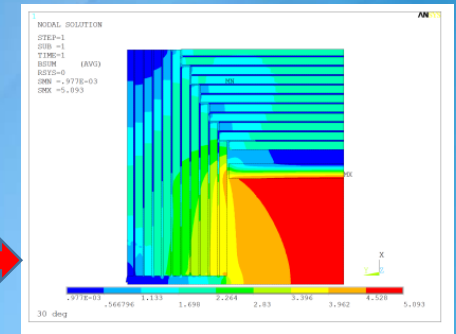 1
AN
NODAL SOLUTION
STEP=1
SUB =1
TIME=1
BSUM (AVG)
RSYS=0
SMN =.977E-03
SMX =5.093
MN
MX
X
.977E-03 1.133 2.264 3.396 4.528
.566796 1.698 2.83 3.962 5.093
30 deg